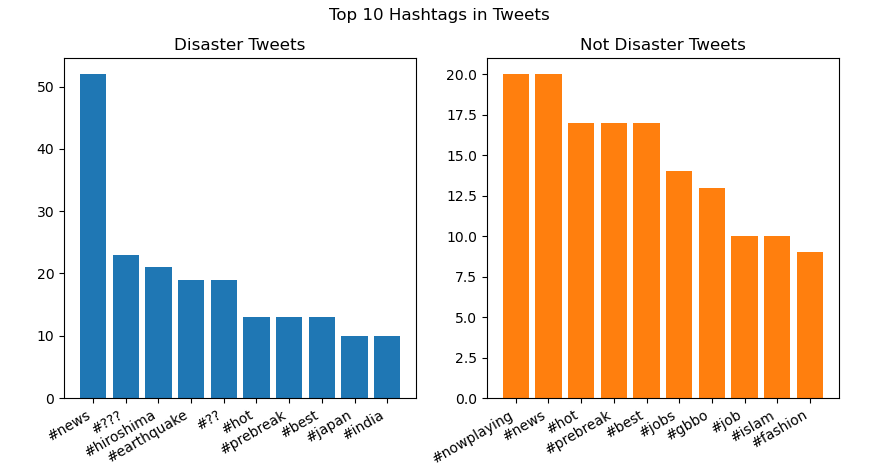 Top 10 Hashtags in Tweets
Disaster Tweets
50
40
30
20
10
0
#news
#???
#hiroshima
#earthquake
#??
#hot
#prebreak
#best
#japan
#india
Not Disaster Tweets
20.0
17.5
15.0
12.5
10.0
7.5
5.0
2.5
0.0
#nowplaying
#news
#hot
#prebreak
#best
#jobs
#gbbo
#job
#islam
#fashion